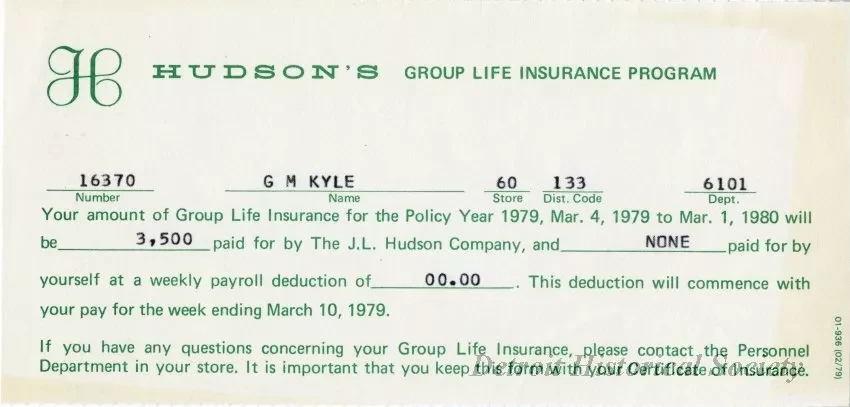 H HUDSON'S GROUP LIFE INSURANCE PROGRAM
16370 G M KYLE 60 133 6101
Number Name Store Dist. Code Dept.
Your amount of Group Life Insurance for the Policy Year 1979, Mar. 4, 1979 to Mar. 1, 1980 will
be 3,500 paid for by The J.L. Hudson Company, and NONE paid for by
yourself at a weekly payroll deduction of 00.00. This deduction will commence with
your pay for the week ending March 10, 1979.
If you have any questions concerning your Group Life Insurance, please contact the Personnel
Department in your store. It is important that you keep this form with your Certificate of Insurance.
Detroit Historical Society
01-936 (02/79)